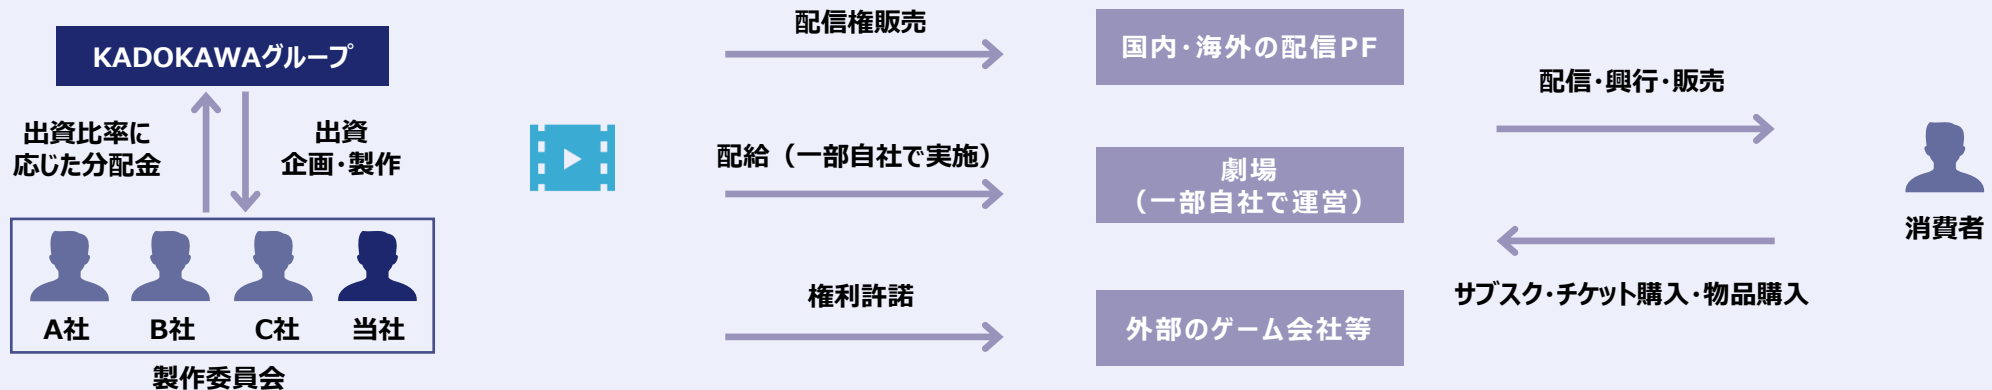 KADOKAWAグループ
出資比率に
応じた分配金
出資
企画・製作
A社
B社
C社
当社
製作委員会
配信権販売
配給（一部自社で実施）
権利許諾
国内・海外の配信PF
劇場
（一部自社で運営）
外部のゲーム会社等
配信・興行・販売
サブスク・チケット購入・物品購入
消費者